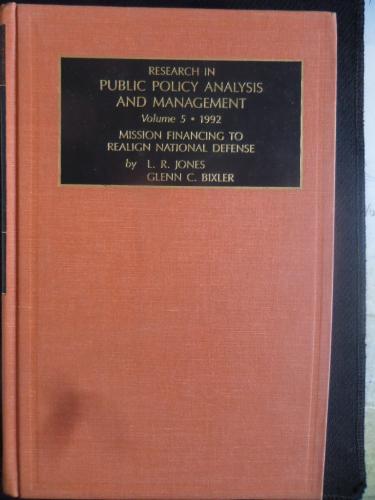 RESEARCH IN
PUBLIC POLICY ANALYSIS
AND MANAGEMENT
Volume 5 • 1992
MISSION FINANCING TO
REALIGN NATIONAL DEFENSE
by L. R. JONES
GLENN C. BIXLER